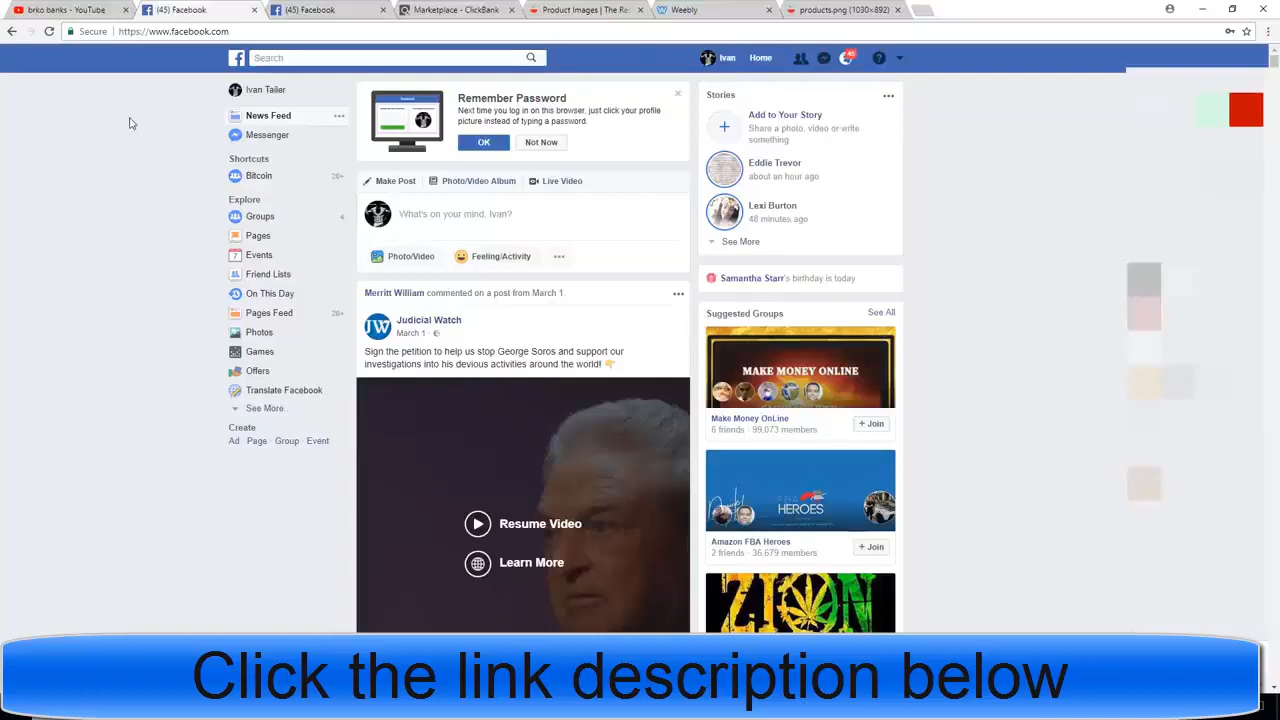 brko banks - YouTube
(45) Facebook
(45) Facebook
Marketplace - ClickBank
Product Images | The Re
Weebly
products.png (1030×892)
Secure
https://www.facebook.com
Search
Ivan
Home
46
Ivan Tailer
News Feed
Messenger
Shortcuts
Bitcoin 20+
Explore
Groups 4
Pages
Events
Friend Lists
On This Day
Pages Feed 20+
Photos
Games
Offers
Translate Facebook
See More..
Create
Ad · Page · Group · Event
Remember Password
Next time you log in on this browser, just click your profile
picture instead of typing a password.
OK
Not Now
Make Post
Photo/Video Album
Live Video
What's on your mind, Ivan?
Photo/Video
Feeling/Activity
Merritt William commented on a post from March 1.
JW
Judicial Watch
March 1 ·
Sign the petition to help us stop George Soros and support our
investigations into his devious activities around the world! 👇
Resume Video
Learn More
Stories
Add to Your Story
Share a photo, video or write
something
Eddie Trevor
about an hour ago
Lexi Burton
48 minutes ago
See More
Samantha Starr's birthday is today
Suggested Groups
See All
MAKE MONEY ONLINE
Make Money OnLine
6 friends · 99,073 members
+ Join
FBA
HEROES
Amazon FBA Heroes
2 friends · 36,679 members
+ Join
ZION
Click the link description below